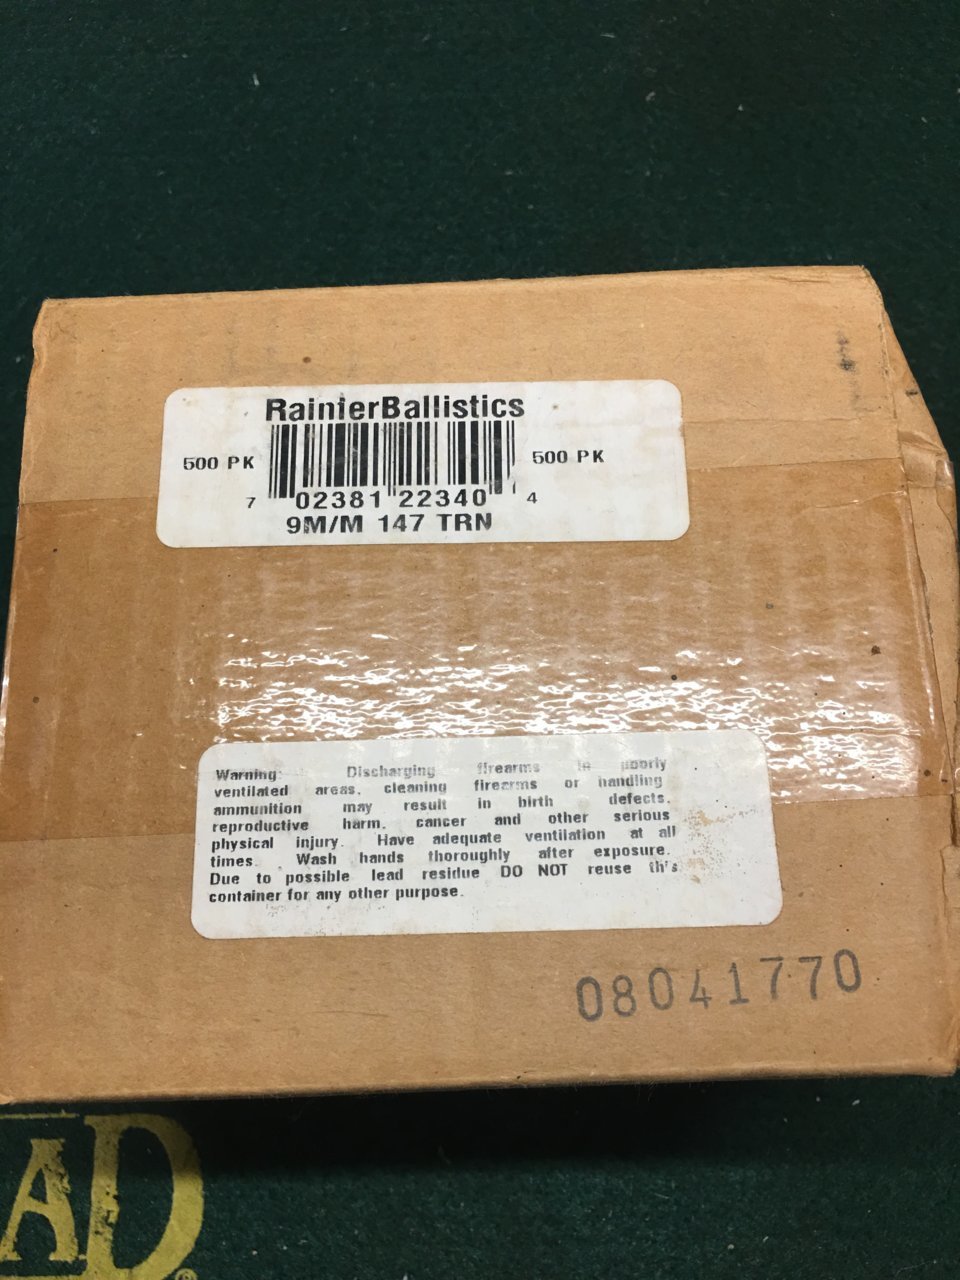 RainierBallistics
500 PK
500 PK
7 02381 22340 4
9M/M 147 TRN
Warning: Discharging firearms in poorly
ventilated areas, cleaning firearms or handling
ammunition may result in birth defects,
reproductive harm, cancer and other serious
physical injury. Have adequate ventilation at all
times. Wash hands thoroughly after exposure.
Due to possible lead residue DO NOT reuse this
container for any other purpose.
08041770
AD®